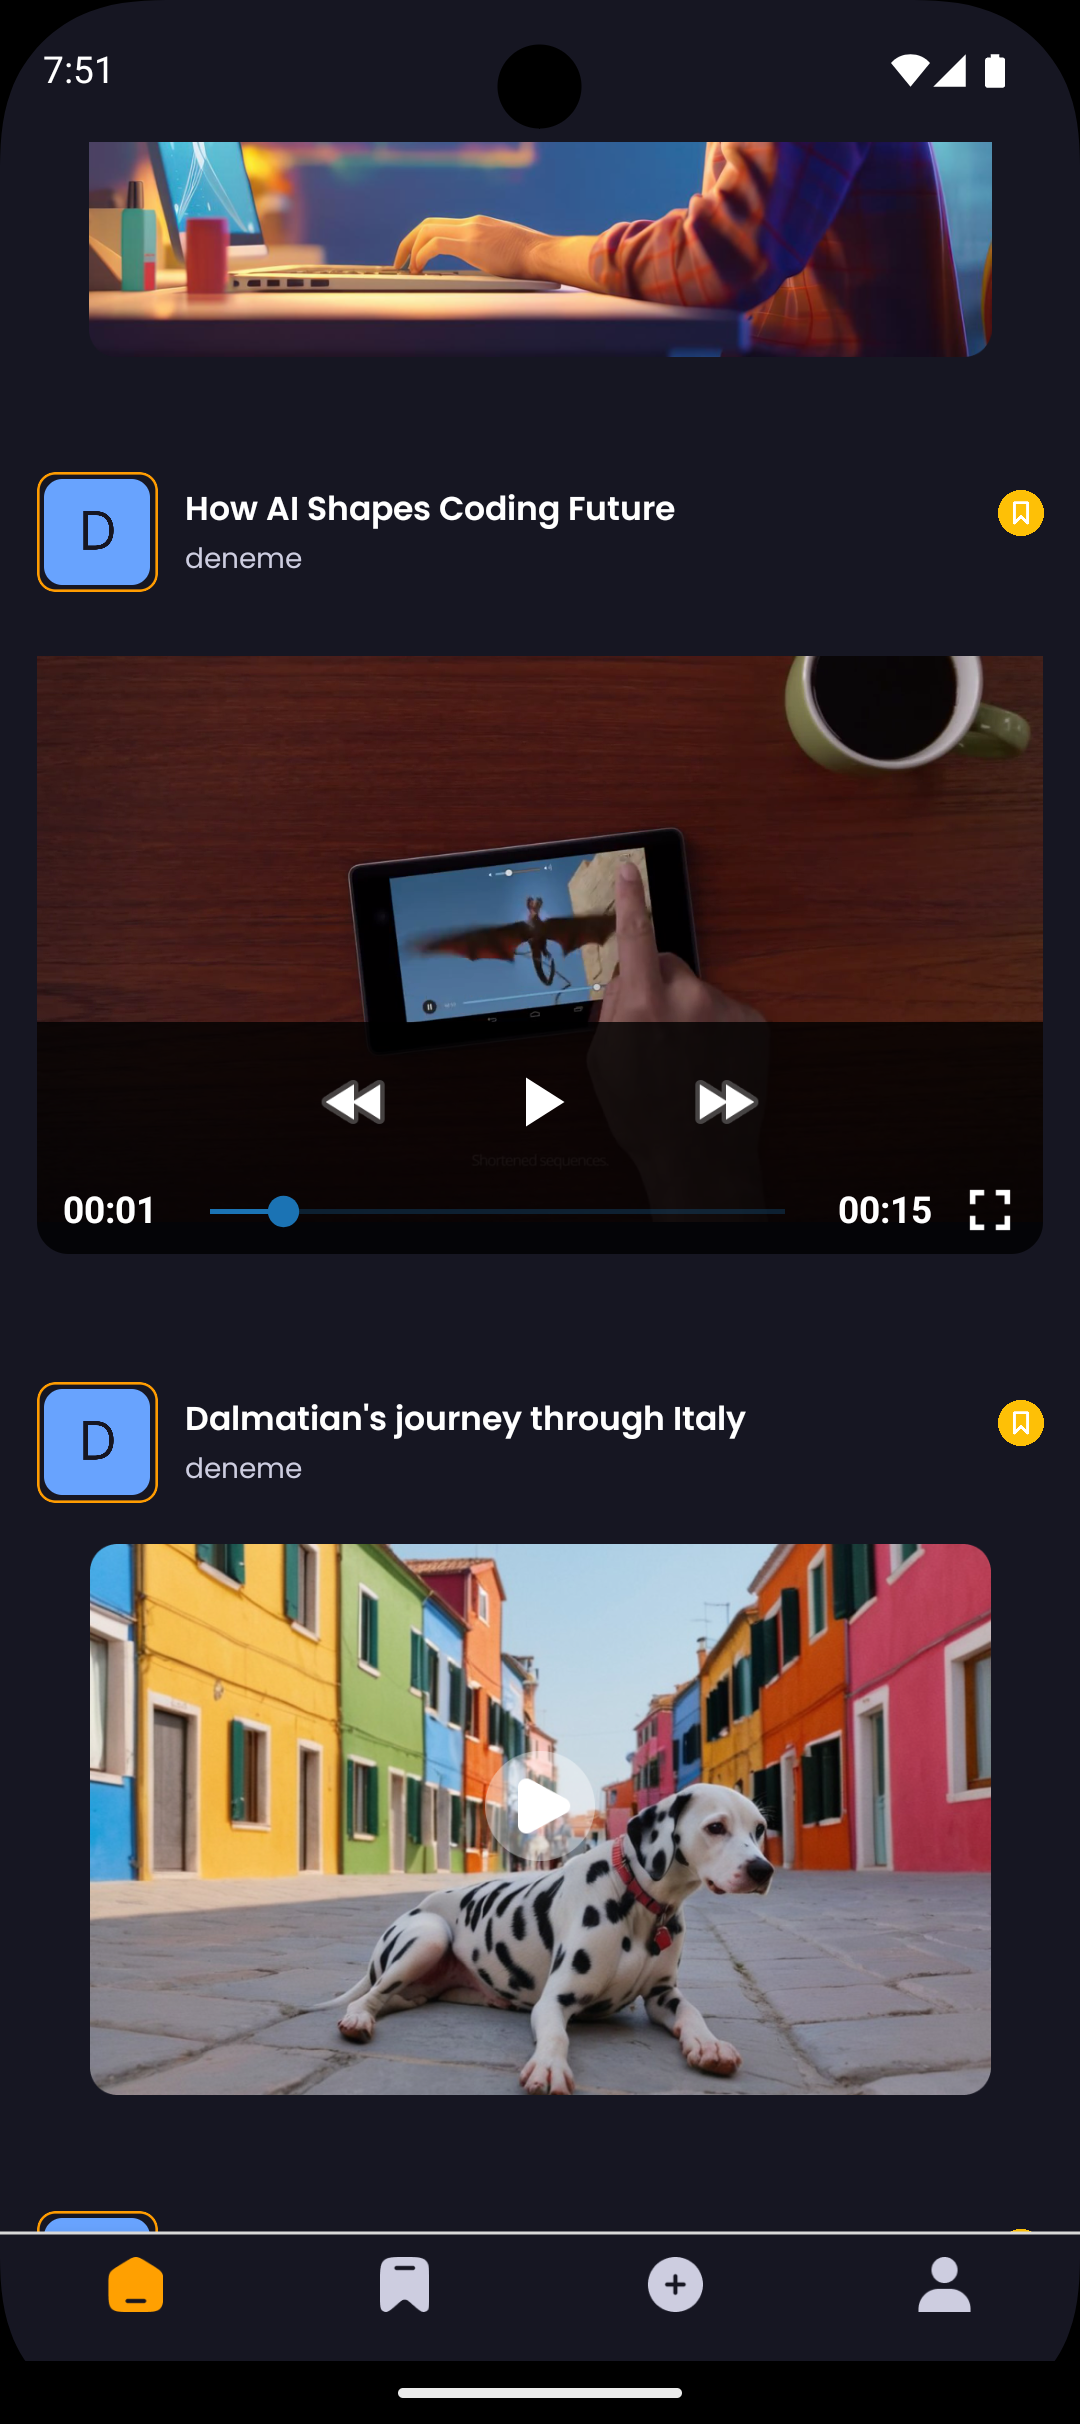 7:51
D
How AI Shapes Coding Future
deneme
Shortened sequences.
00:01
00:15
D
Dalmatian's journey through Italy
deneme